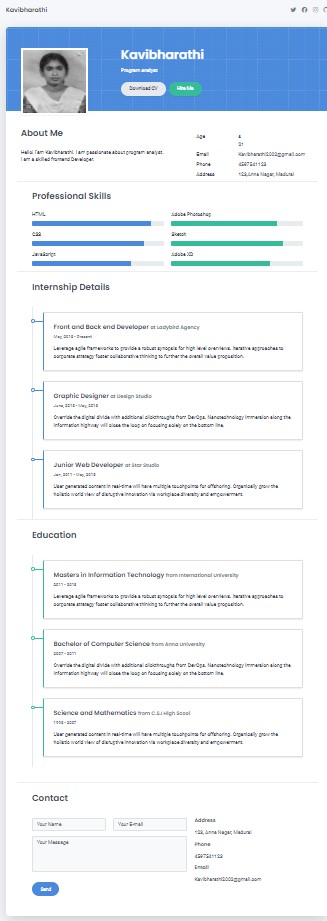 Kavibharathi
Kavibharathi
Program analyst
Download CV
Hire Me
About Me
Hello! I am Kavibharathi. I am passionate about program analyst.
I am a skilled frontend Developer.
Age
Email Kavibharathi2002@gmail.com
Phone 4597541123
Address 123,Anna Nagar, Madurai
Professional Skills
HTML
Adobe Photoshop
CSS
Sketch
JavaScript
Adobe XD
Internship Details
Front and Back end Developer at Ladybird Agency
May, 2015 - Present
Leverage agile frameworks to provide a robust synopsis for high level overviews. Iterative approaches to
corporate strategy foster collaborative thinking to further the overall value proposition.
Graphic Designer at Design Studio
June, 2013 - May, 2015
Override the digital divide with additional clickthroughs from DevOps. Nanotechnology immersion along the
information highway will close the loop on focusing solely on the bottom line.
Junior Web Developer at Star Studio
Jan, 2011 - May, 2013
User generated content in real-time will have multiple touchpoints for offshoring. Organically grow the
holistic world view of disruptive innovation via workplace diversity and empowerment.
Education
Masters in Information Technology from International University
2011 - 2013
Leverage agile frameworks to provide a robust synopsis for high level overviews. Iterative approaches to
corporate strategy foster collaborative thinking to further the overall value proposition.
Bachelor of Computer Science from Anna University
2007 - 2011
Override the digital divide with additional clickthroughs from DevOps. Nanotechnology immersion along the
information highway will close the loop on focusing solely on the bottom line.
Science and Mathematics from C.S.I High Scool
User generated content in real-time will have multiple touchpoints for offshoring. Organically grow the
holistic world view of disruptive innovation via workplace diversity and empowerment.
Contact
Your Name
Your E-mail
Your Message
Send
Address
123, Anna Nagar, Madurai
Phone
4597541123
Email
Kavibharathi2002@gmail.com